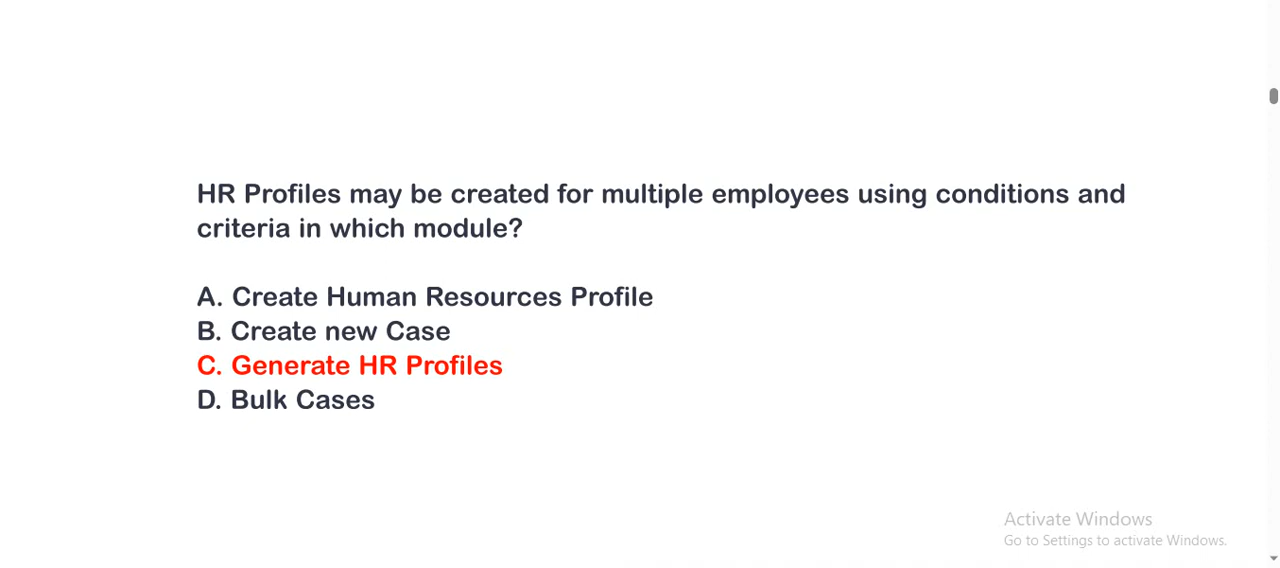 HR Profiles may be created for multiple employees using conditions and
criteria in which module?
A. Create Human Resources Profile
B. Create new Case
C. Generate HR Profiles
D. Bulk Cases
Activate Windows
Go to Settings to activate Windows.